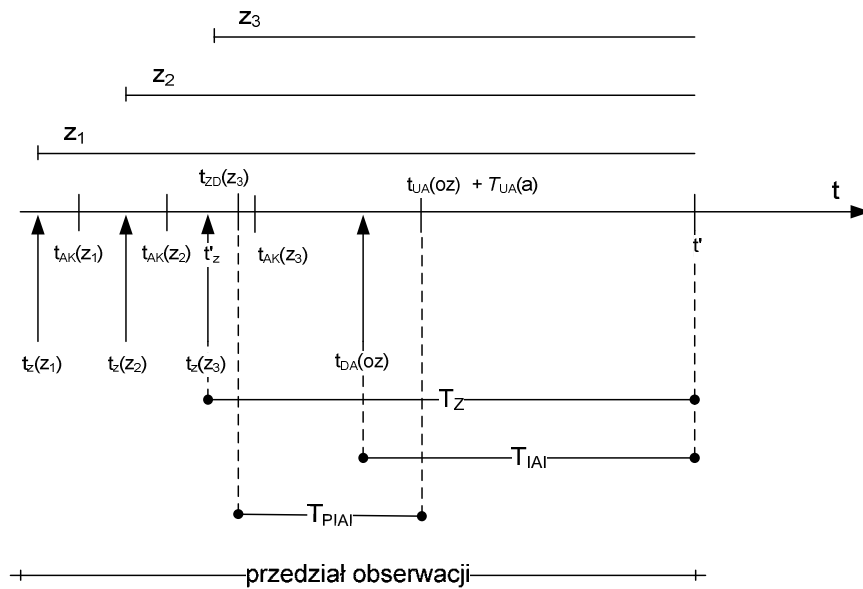 z3
z2
z1
tZD(z3)
tUA(oz) + TUA(a)
t
tAK(z1)
tAK(z2)
t'z
tAK(z3)
t'
tz(z1)
tz(z2)
tz(z3)
tDA(oz)
TZ
TIAI
TPIAI
przedział obserwacji